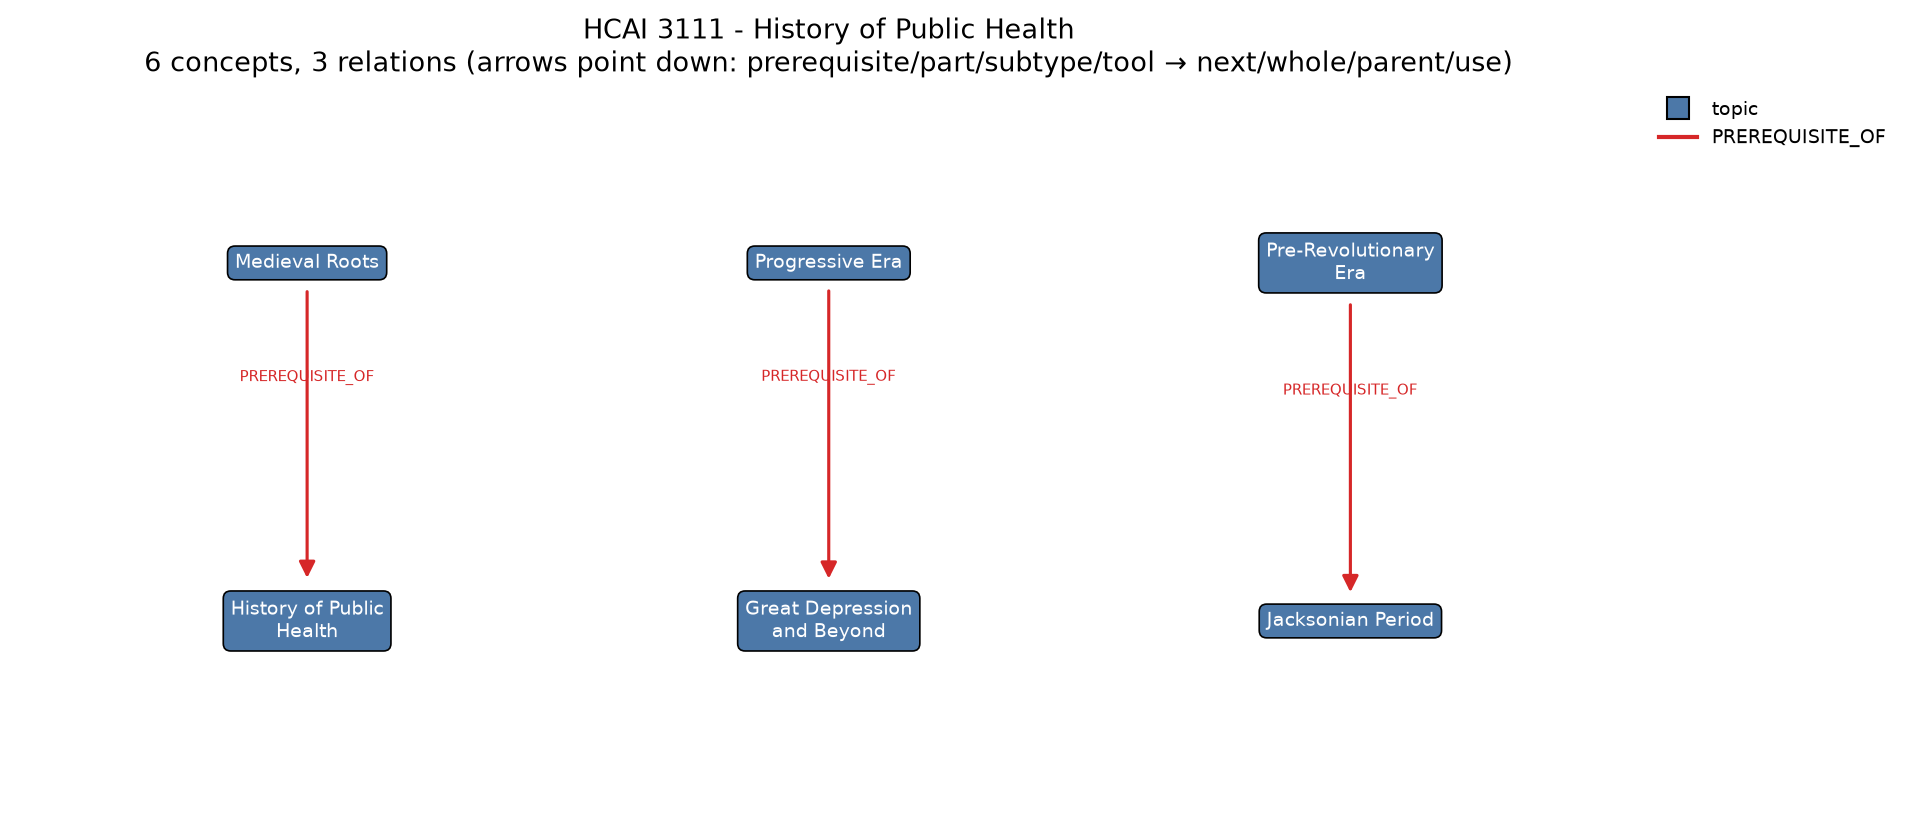 HCAI 3111 - History of Public Health
6 concepts, 3 relations (arrows point down: prerequisite/part/subtype/tool → next/whole/parent/use)
topic
PREREQUISITE_OF
Medieval Roots
Progressive Era
Pre-Revolutionary
Era
PREREQUISITE_OF
PREREQUISITE_OF
PREREQUISITE_OF
History of Public
Health
Great Depression
and Beyond
Jacksonian Period